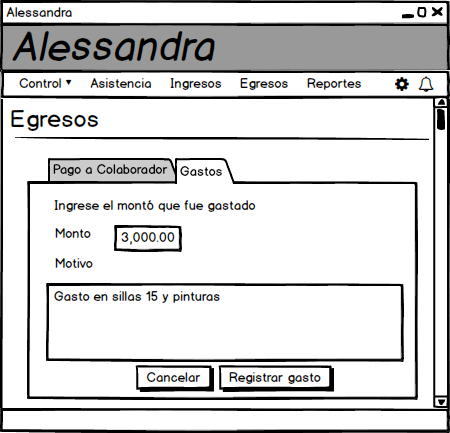 Alessandra
Alessandra
Control Asistencia Ingresos Egresos Reportes
Egresos
Pago a Colaborador Gastos
Ingrese el montó que fue gastado
Monto 3,000.00
Motivo
Gasto en sillas 15 y pinturas
Cancelar Registrar gasto